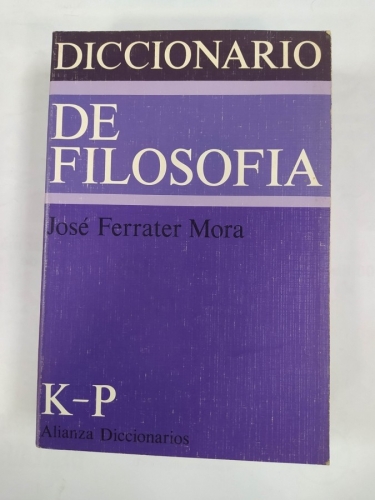 DICCIONARIO
DE
FILOSOFIA
José Ferrater Mora
K-P
Alianza Diccionarios